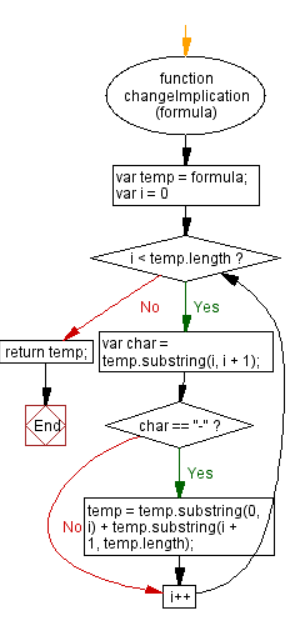 function
changeImplication
(formula)
var temp = formula;
var i = 0
i < temp.length ?
No
Yes
return temp;
var char =
temp.substring(i, i + 1);
End
char == "-" ?
Yes
temp = temp.substring(0,
i) + temp.substring(i +
1, temp.length);
No
i++